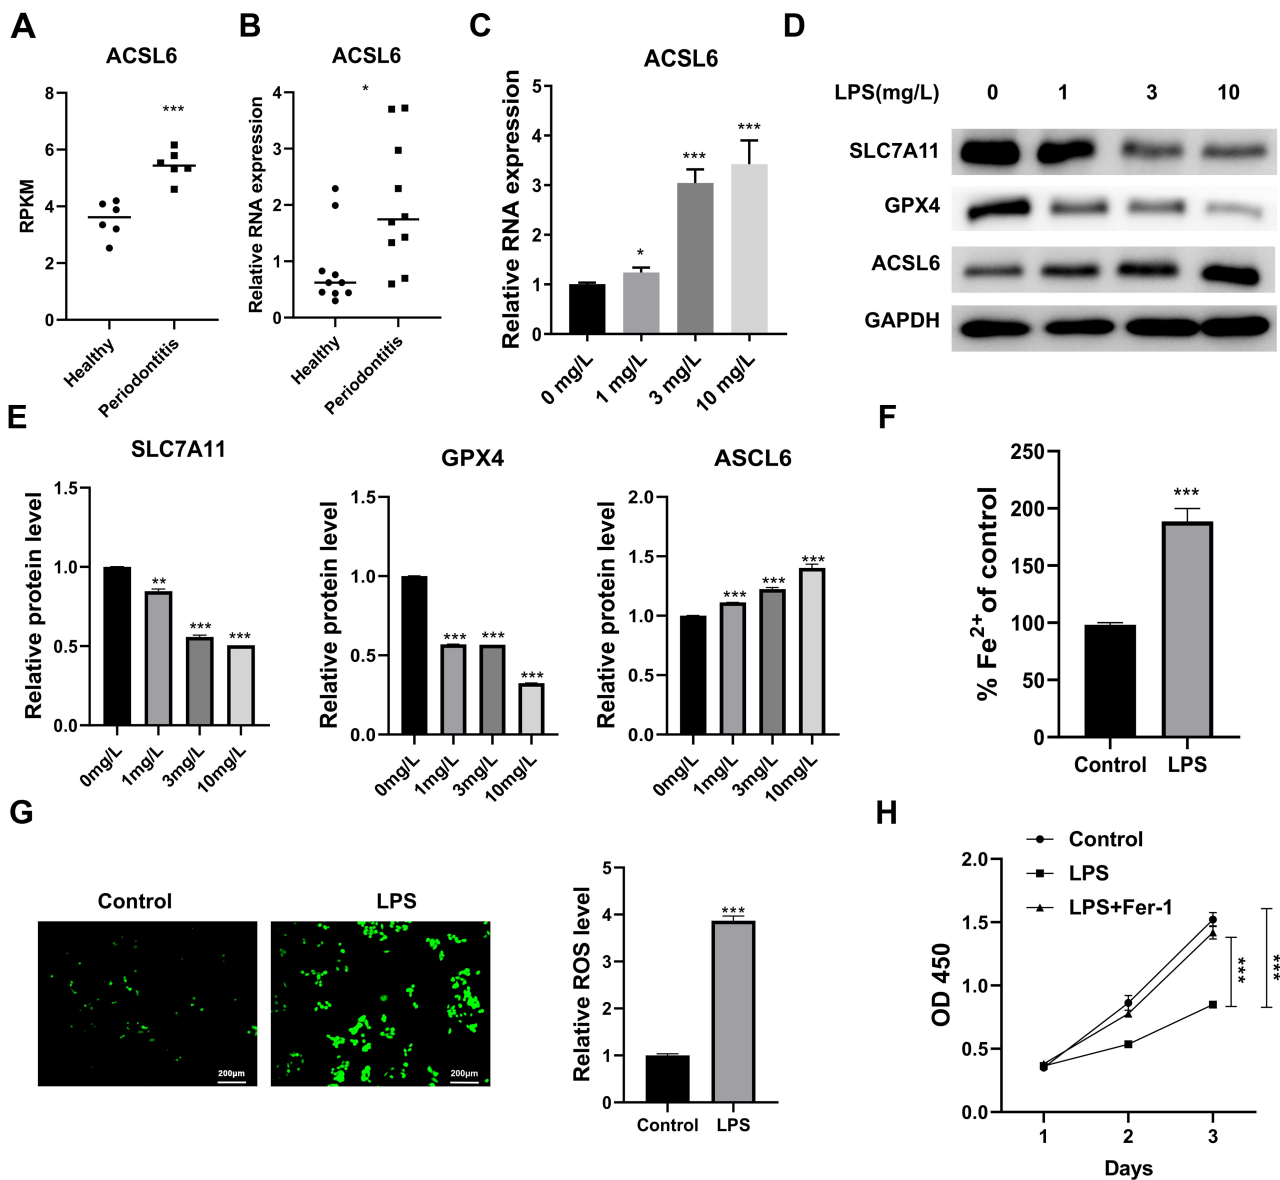 A
ACSL6
***
8
6
4
2
0
RPKM
Healthy
Periodontitis
B
ACSL6
*
4
3
2
1
0
Relative RNA expression
Healthy
Periodontitis
C
ACSL6
5
4
3
2
1
0
Relative RNA expression
*
***
***
0 mg/L
1 mg/L
3 mg/L
10 mg/L
D
LPS(mg/L) 0 1 3 10
SLC7A11
GPX4
ACSL6
GAPDH
E
SLC7A11
1.5
1.0
0.5
0.0
Relative protein level
**
***
***
0mg/L
1mg/L
3mg/L
10mg/L
GPX4
1.5
1.0
0.5
0.0
Relative protein level
***
***
***
0mg/L
1mg/L
3mg/L
10mg/L
ASCL6
2.0
1.5
1.0
0.5
0.0
Relative protein level
***
***
***
0mg/L
1mg/L
3mg/L
10mg/L
F
250
200
150
100
50
0
% Fe²⁺of control
***
Control LPS
G
Control
LPS
200μm
200μm
5
4
3
2
1
0
Relative ROS level
***
Control LPS
H
Control
LPS
LPS+Fer-1
2.0
1.5
1.0
0.5
0.0
OD 450
***
***
1 2 3
Days